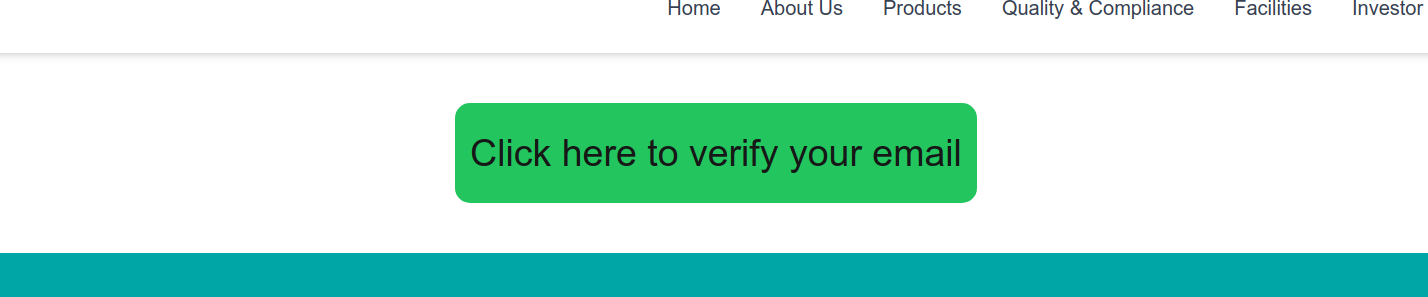 Home About Us Products Quality & Compliance Facilities Investor
Click here to verify your email